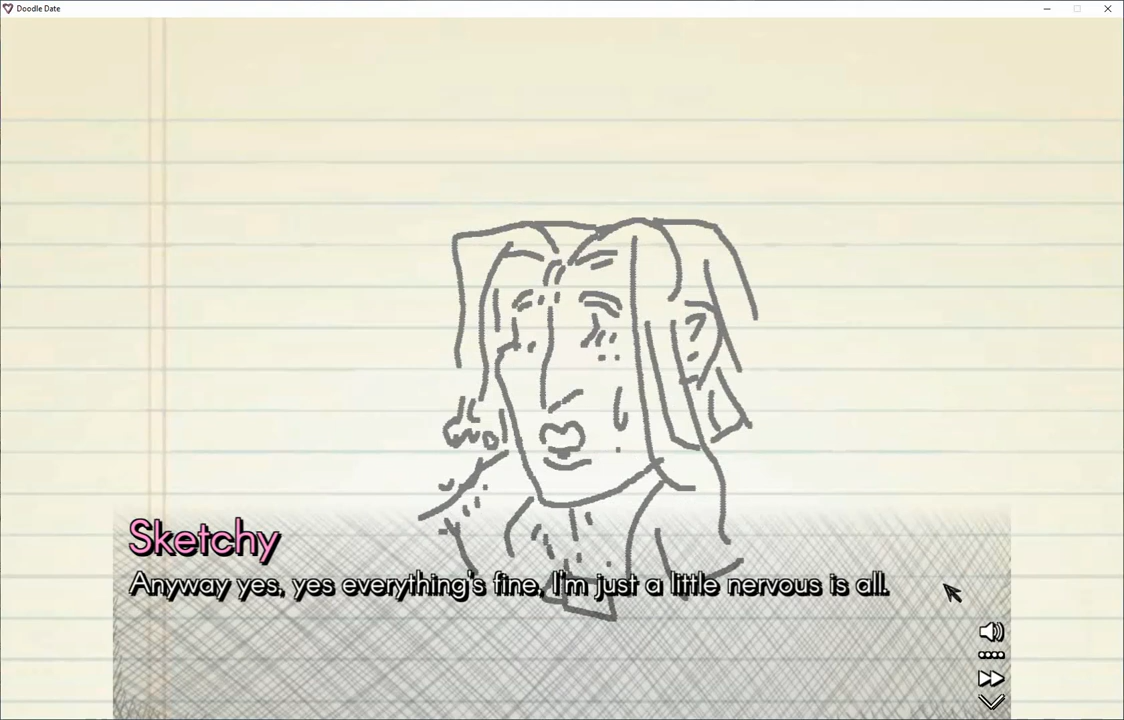 Doodle Date
Sketchy
Anyway yes, yes everything's fine, I'm just a little nervous is all.